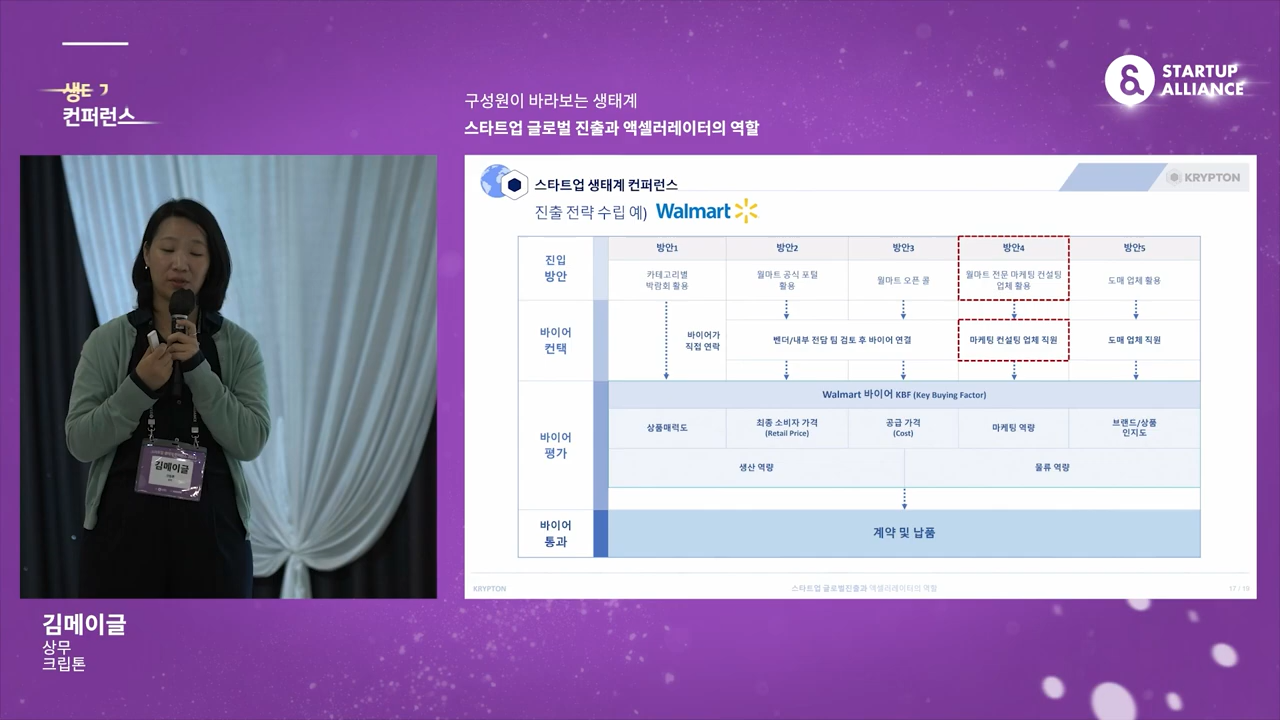 컨퍼런스
STARTUP
ALLIANCE
구성원이 바라보는 생태계
스타트업 글로벌 진출과 액셀러레이터의 역할
스타트업 생태계 컨퍼런스
KRYPTON
진출 전략 수립 예) Walmart
진입
방안
방안1
방안2
방안3
방안4
방안5
카테고리별
박람회 활용
월마트 공식 포털
활용
월마트 오픈 콜
월마트 전문 마케팅 컨설팅
업체 활용
도매 업체 활용
바이어
컨택
바이어가
직접 연락
벤더/내부 전담 팀 검토 후 바이어 연결
마케팅 컨설팅 업체 직원
도매 업체 직원
바이어
평가
Walmart 바이어 KBF (Key Buying Factor)
상품매력도
최종 소비자 가격
(Retail Price)
공급 가격
(Cost)
마케팅 역량
브랜드/상품
인지도
생산 역량
물류 역량
바이어
통과
계약 및 납품
KRYPTON
스타트업 글로벌진출과 액셀러레이터의 역할
17 / 19
김메이글
김메이글
상무
크립톤